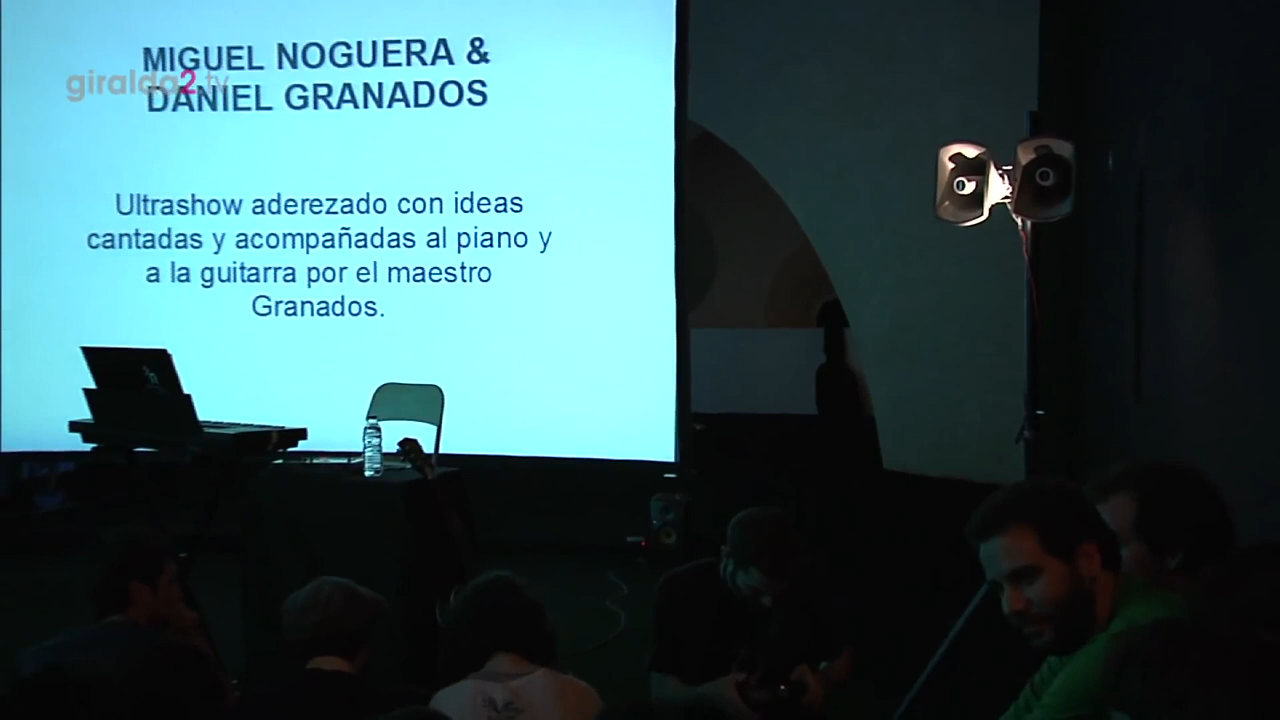 MIGUEL NOGUERA &
giralda2.tv
DANIEL GRANADOS
Ultrashow aderezado con ideas
cantadas y acompañadas al piano y
a la guitarra por el maestro
Granados.